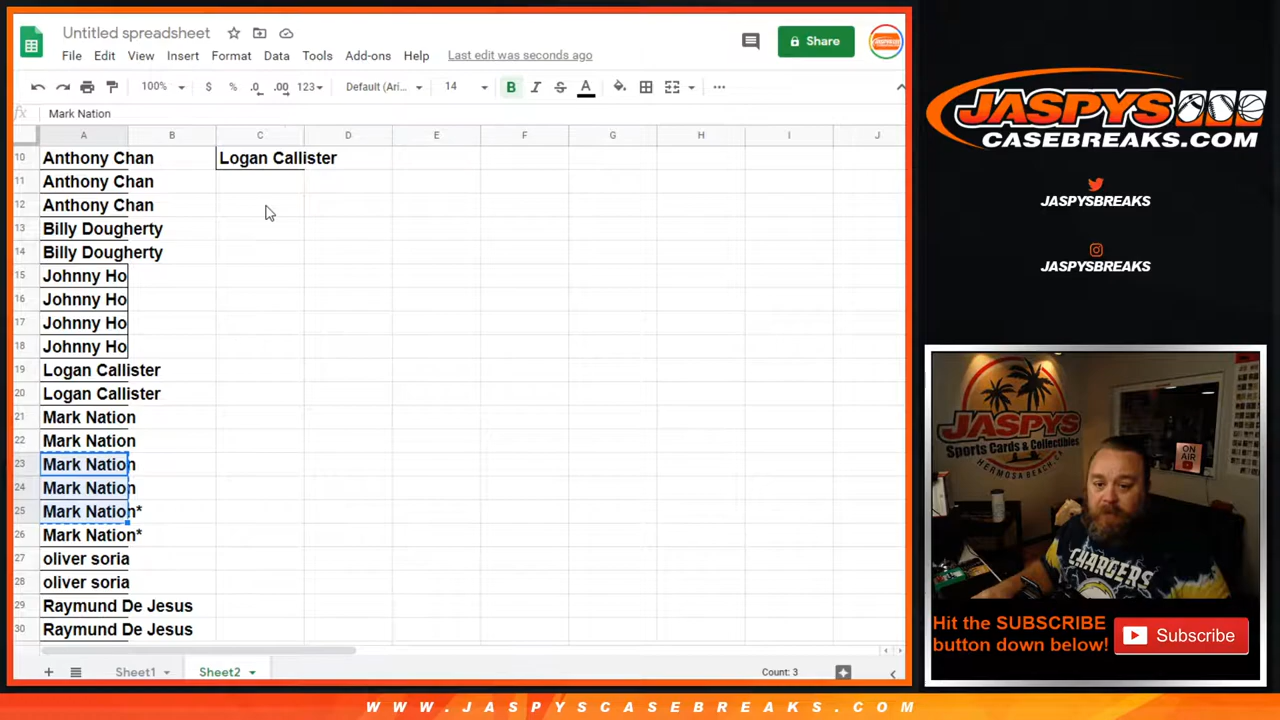 Untitled spreadsheet
File Edit View Insert Format Data Tools Add-ons Help Last edit was seconds ago
Share
100% $ % .0 .00 123 Default (Ari... 14 B I S A
fx Mark Nation
A B C D E F G H I J
10 Anthony Chan Logan Callister
11 Anthony Chan
12 Anthony Chan
13 Billy Dougherty
14 Billy Dougherty
15 Johnny Ho
16 Johnny Ho
17 Johnny Ho
18 Johnny Ho
19 Logan Callister
20 Logan Callister
21 Mark Nation
22 Mark Nation
23 Mark Nation
24 Mark Nation
25 Mark Nation*
26 Mark Nation*
27 oliver soria
28 oliver soria
29 Raymund De Jesus
30 Raymund De Jesus
Sheet1 Sheet2 Count: 3
JASPYS
CASEBREAKS.COM
JASPYSBREAKS
JASPYSBREAKS
JASPYS
Sports Cards & Collectibles
HERMOSA BEACH, CA
ON AIR
CHARGERS
Hit the SUBSCRIBE
button down below!
Subscribe
WWW.JASPYSCASEBREAKS.COM